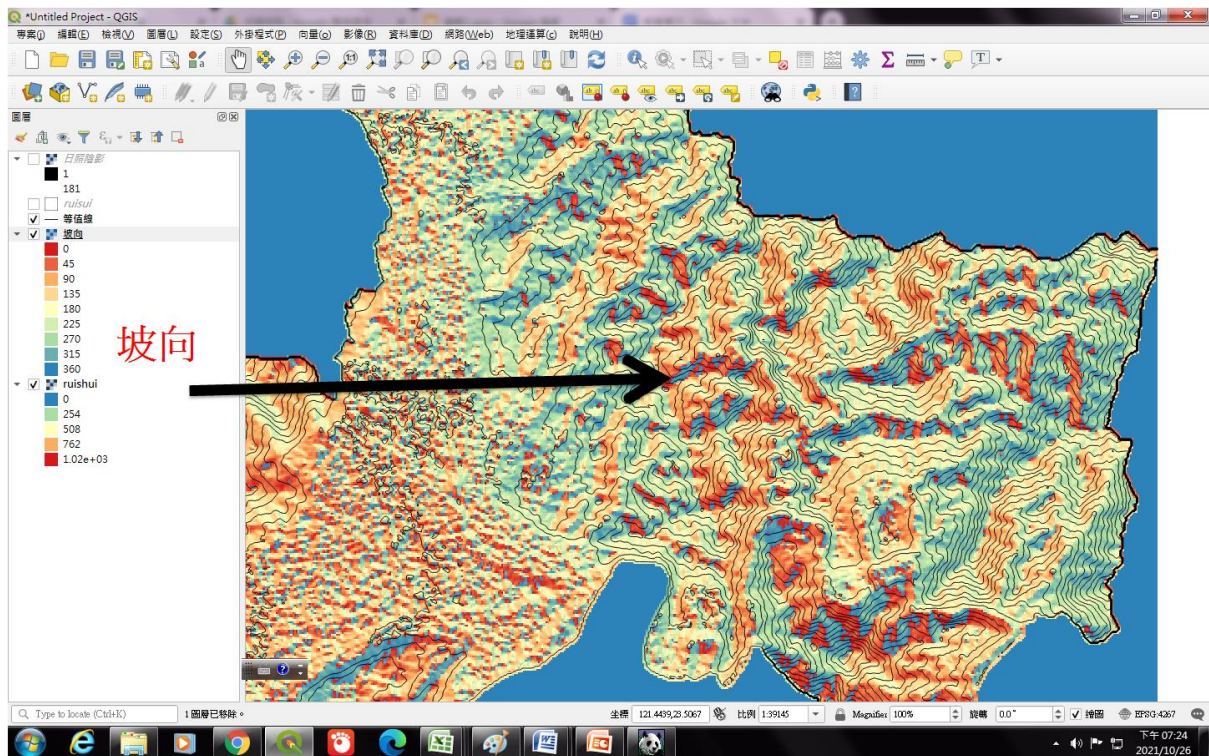 *Untitled Project - QGIS
專案(J) 編輯(E) 檢視(V) 圖層(L) 設定(S) 外掛程式(P) 向量(O) 影像(R) 資料庫(D) 網路(Web) 地理運算(C) 說明(H)
圖層
日照陰影
1
181
ruisui
等值線
坡向
0
45
90
135
180
225
270
315
360
坡向
ruishui
0
254
508
762
1.02e+03
Type to locate (Ctrl+K) 1 圖層已移除。 坐標 121.4439,23.5067 比例 1:39145 Magnifier 100% 旋轉 0.0° 繪圖 EPSG:4267
下午 07:24
2021/10/26